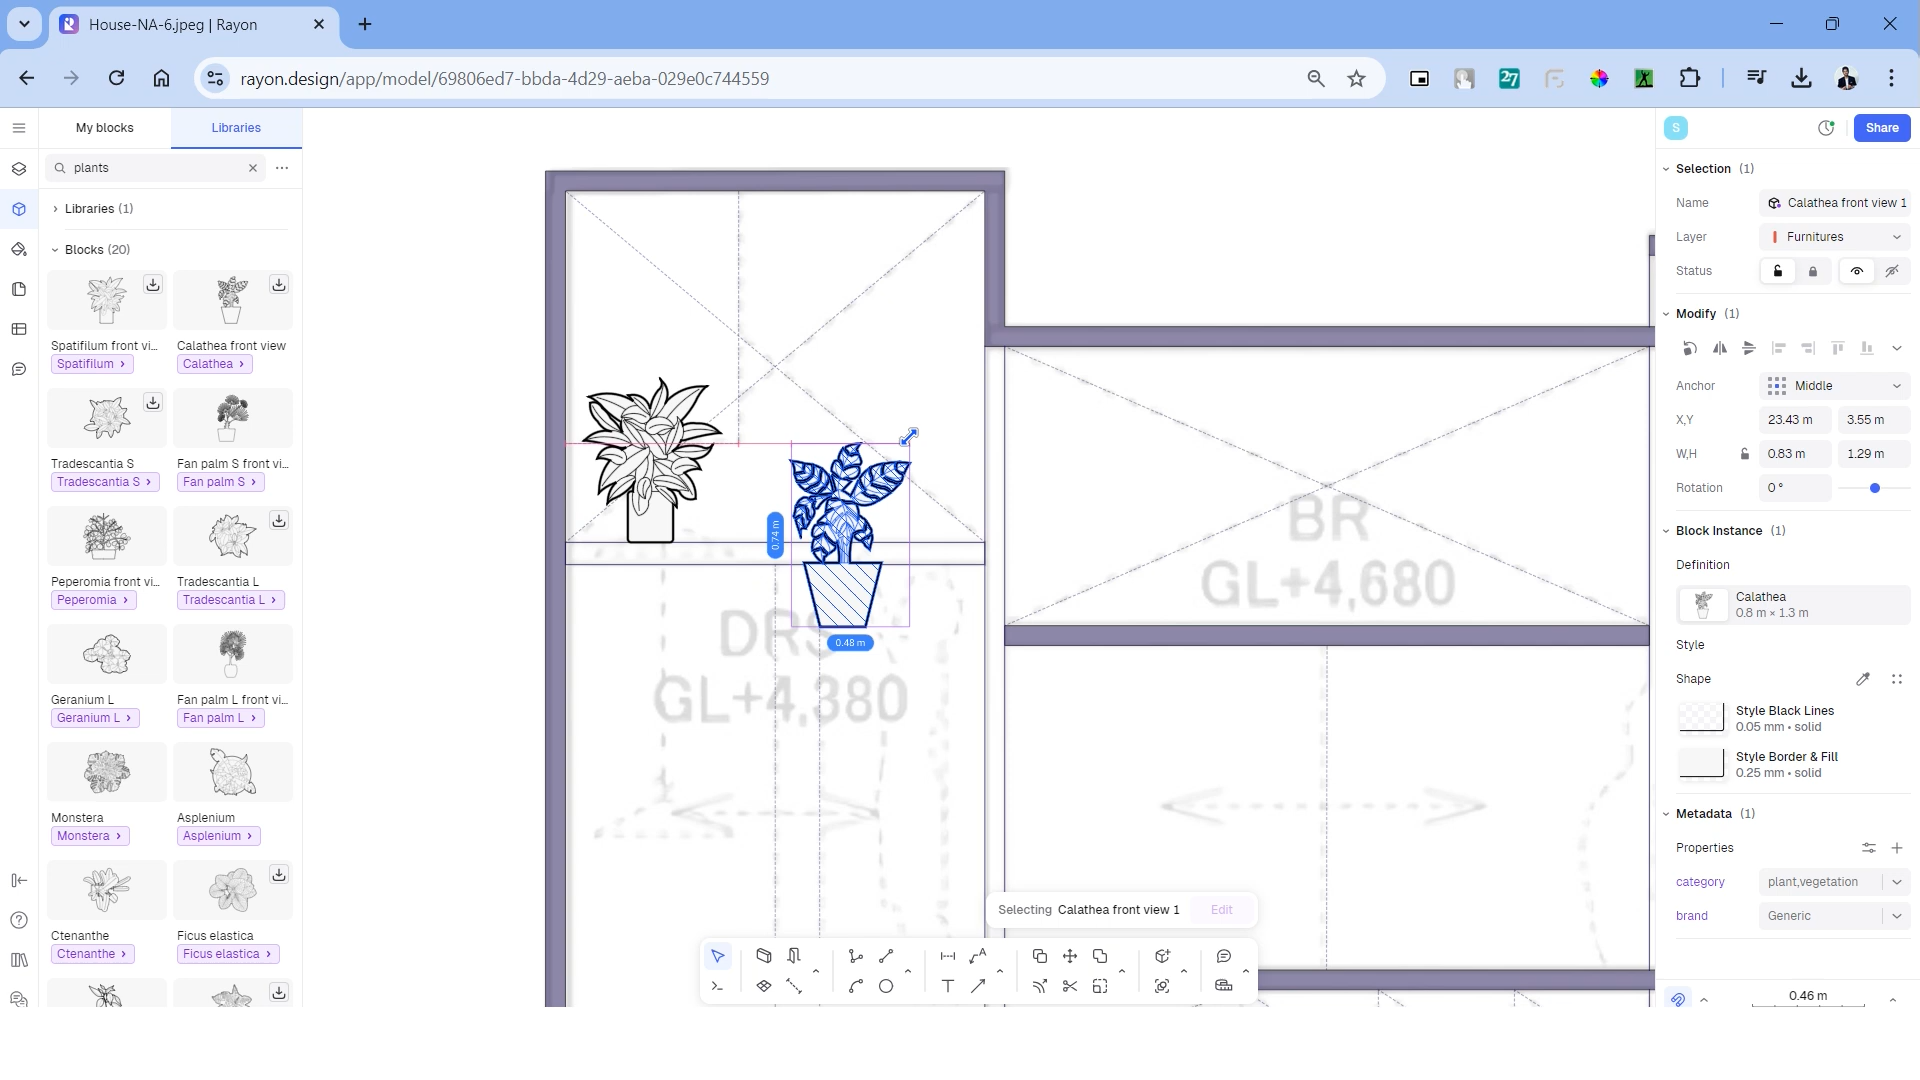 House-NA-6.jpeg | Rayon
rayon.design/app/model/69806ed7-bbda-4d29-aeba-029e0c744559
27
My blocks
Libraries
plants
Libraries (1)
Blocks (20)
Spatifilum front vi...
Calathea front view
Spatifilum
Calathea
Tradescantia S
Fan palm S front vi...
Tradescantia S
Fan palm S
Peperomia front vi...
Tradescantia L
Peperomia
Tradescantia L
Geranium L
Fan palm L front vi...
Geranium L
Fan palm L
Monstera
Asplenium
Monstera
Asplenium
Ctenanthe
Ficus elastica
Ctenanthe
Ficus elastica
0.74 m
0.48 m
DRS
GL+4,380
BR
GL+4,680
Selecting Calathea front view 1
Edit
S
Share
Selection (1)
Name
Calathea front view 1
Layer
Furnitures
Status
Modify (1)
Anchor
Middle
X,Y
23.43 m
3.55 m
W,H
0.83 m
1.29 m
Rotation
0 °
Block Instance (1)
Definition
Calathea
0.8 m × 1.3 m
Style
Shape
Style Black Lines
0.05 mm • solid
Style Border & Fill
0.25 mm • solid
Metadata (1)
Properties
category
plant,vegetation
brand
Generic
0.46 m